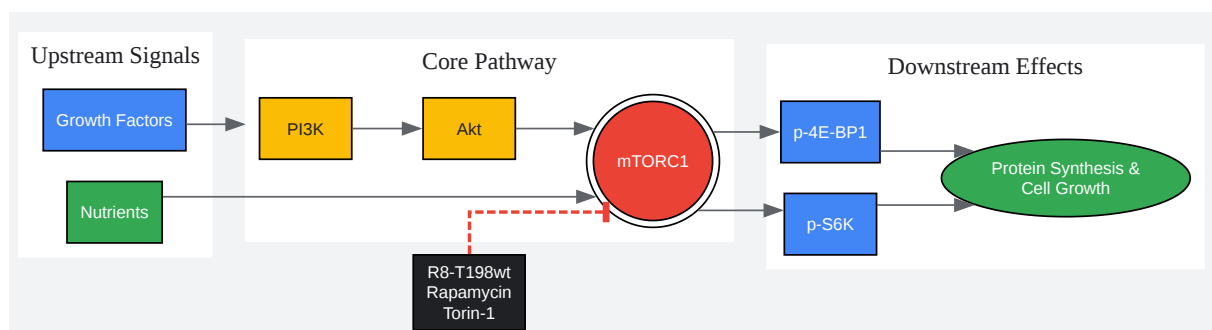 Upstream Signals
Core Pathway
Downstream Effects
Growth Factors
PI3K
Akt
mTORC1
p-4E-BP1
Protein Synthesis &
Cell Growth
Nutrients
p-S6K
R8-T198wt
Rapamycin
Torin-1